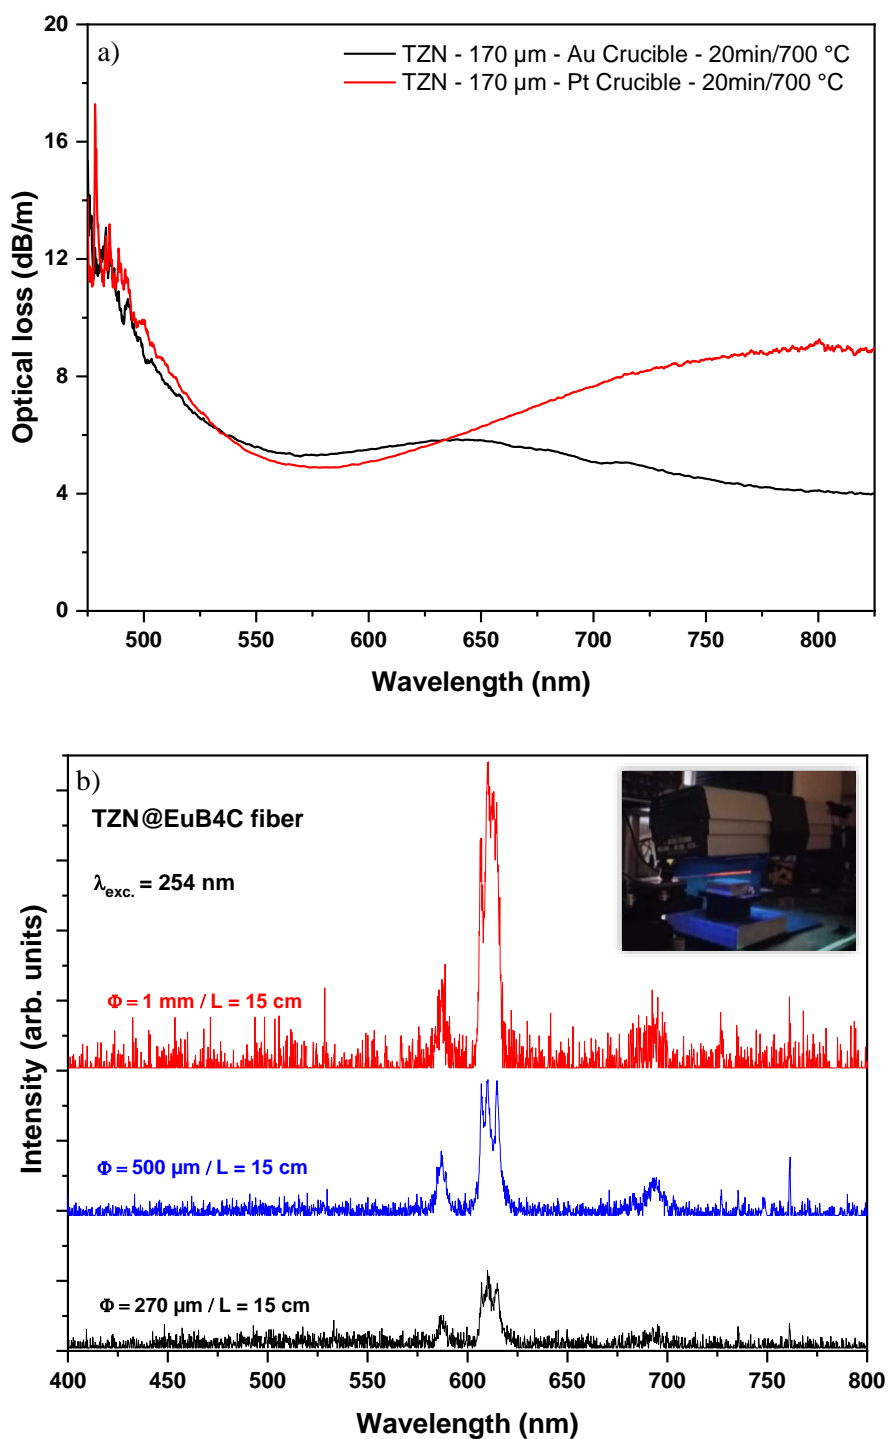 a)
TZN - 170 µm - Au Crucible - 20min/700 °C
TZN - 170 µm - Pt Crucible - 20min/700 °C
20
16
12
8
4
0
Optical loss (dB/m)
500 550 600 650 700 750 800
Wavelength (nm)
b)
TZN@EuB4C fiber
λexc. = 254 nm
Φ = 1 mm / L = 15 cm
Φ = 500 µm / L = 15 cm
Φ = 270 µm / L = 15 cm
Intensity (arb. units)
400 450 500 550 600 650 700 750 800
Wavelength (nm)